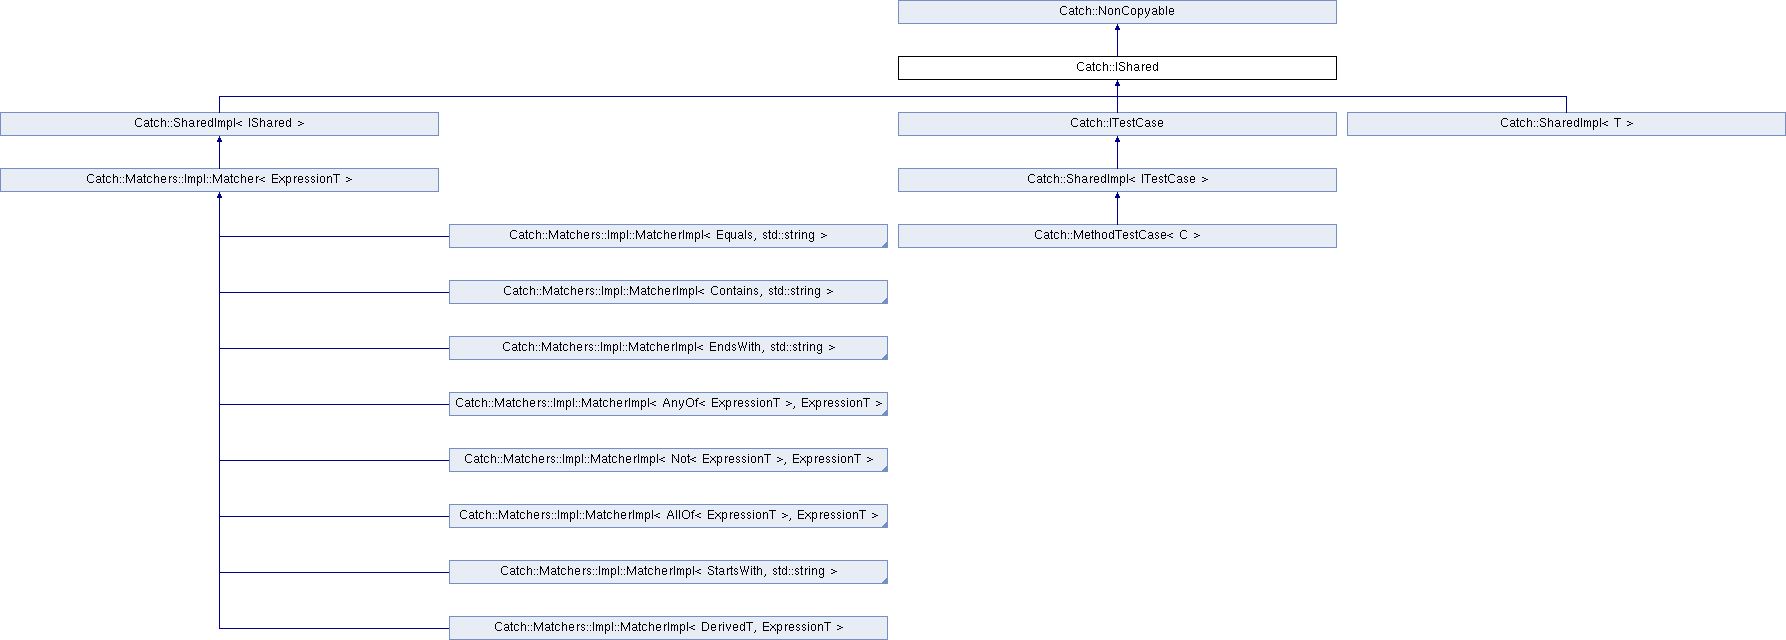 Catch::NonCopyable
Catch::IShared
Catch::SharedImpl< IShared >
Catch::ITestCase
Catch::SharedImpl< T >
Catch::Matchers::Impl::Matcher< ExpressionT >
Catch::SharedImpl< ITestCase >
Catch::Matchers::Impl::MatcherImpl< Equals, std::string >
Catch::MethodTestCase< C >
Catch::Matchers::Impl::MatcherImpl< Contains, std::string >
Catch::Matchers::Impl::MatcherImpl< EndsWith, std::string >
Catch::Matchers::Impl::MatcherImpl< AnyOf< ExpressionT >, ExpressionT >
Catch::Matchers::Impl::MatcherImpl< Not< ExpressionT >, ExpressionT >
Catch::Matchers::Impl::MatcherImpl< AllOf< ExpressionT >, ExpressionT >
Catch::Matchers::Impl::MatcherImpl< StartsWith, std::string >
Catch::Matchers::Impl::MatcherImpl< DerivedT, ExpressionT >